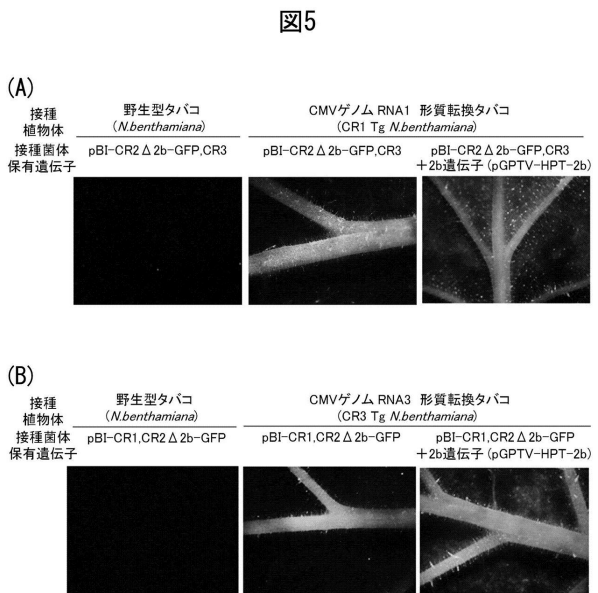 図5
(A)
接種
植物体
野生型タバコ
(N.benthamiana)
CMVゲノム RNA1 形質転換タバコ
(CR1 Tg N.benthamiana)
接種菌体
保有遺伝子
pBI-CR2Δ2b-GFP,CR3
pBI-CR2Δ2b-GFP,CR3
pBI-CR2Δ2b-GFP,CR3
+2b遺伝子(pGPTV-HPT-2b)
(B)
接種
植物体
野生型タバコ
(N.benthamiana)
CMVゲノム RNA3 形質転換タバコ
(CR3 Tg N.benthamiana)
接種菌体
保有遺伝子
pBI-CR1,CR2Δ2b-GFP
pBI-CR1,CR2Δ2b-GFP
pBI-CR1,CR2Δ2b-GFP
+2b遺伝子(pGPTV-HPT-2b)